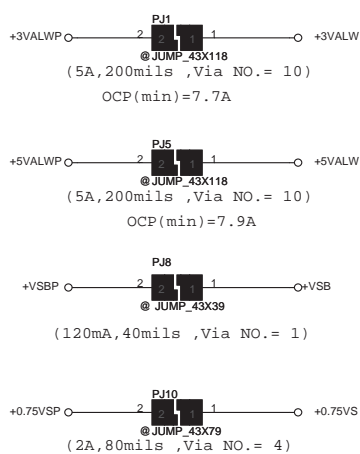 PJ1
+3VALWP 2 2 1 1 +3VALW
@ JUMP_43X118
(5A,200mils ,Via NO.= 10)
OCP(min)=7.7A
PJ5
+5VALWP 2 2 1 1 +5VALW
@ JUMP_43X118
(5A,200mils ,Via NO.= 10)
OCP(min)=7.9A
PJ8
+VSBP 2 2 1 1 +VSB
@ JUMP_43X39
(120mA,40mils ,Via NO.= 1)
PJ10
+0.75VSP 2 2 1 1 +0.75VS
@ JUMP_43X79
(2A,80mils ,Via NO.= 4)